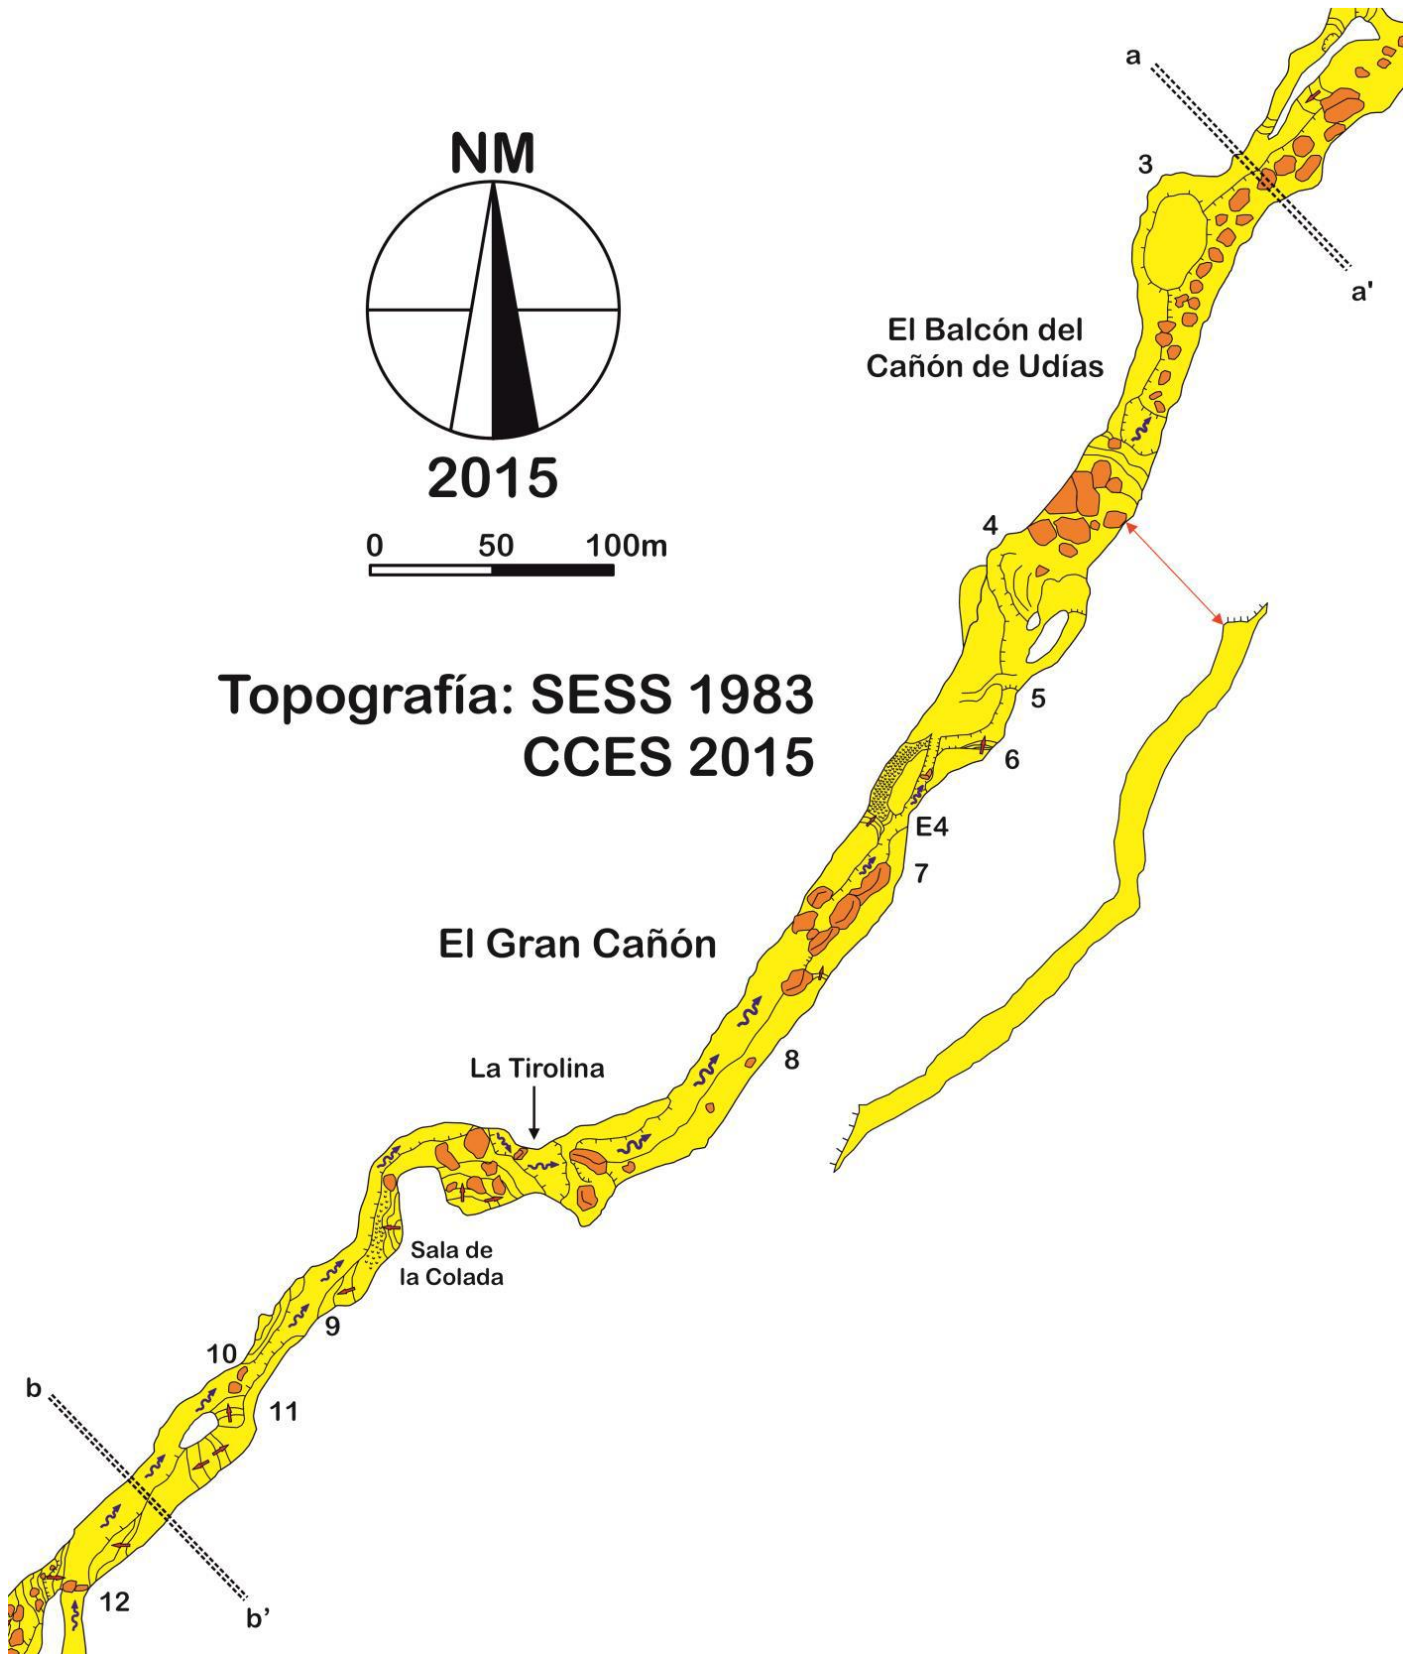 a
NM
3
a'
El Balcón del
Cañón de Udías
2015
4
0 50 100m
Topografía: SESS 1983
CCES 2015
5
6
E4
7
El Gran Cañón
8
La Tirolina
Sala de
la Colada
9
10
b
11
12
b’